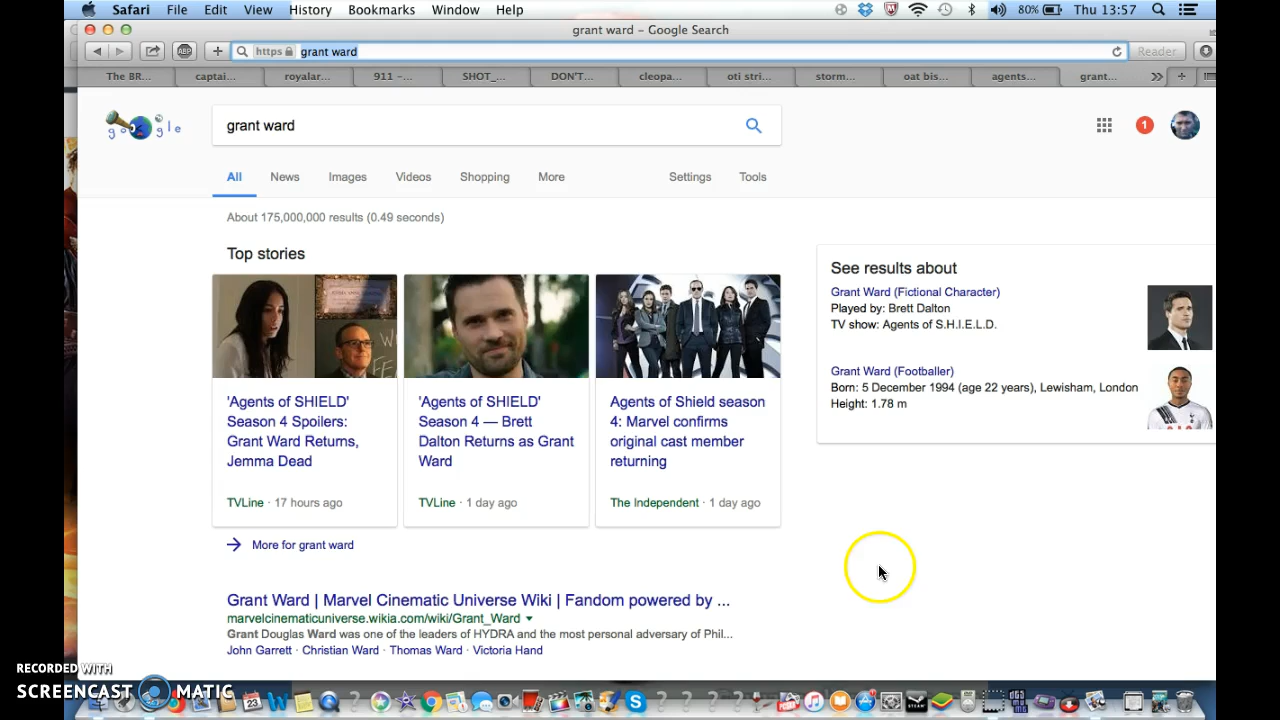 Safari File Edit View History Bookmarks Window Help 80% Thu 13:57
grant ward – Google Search
ABP + https grant ward Reader
The BR... captai... royalar... 911 –... SHOT_... DON'T... cleopa... oti stri... storm... oat bis... agents... grant... >> +
google
grant ward
1
All News Images Videos Shopping More Settings Tools
About 175,000,000 results (0.49 seconds)
Top stories
'Agents of SHIELD'
Season 4 Spoilers:
Grant Ward Returns,
Jemma Dead
TVLine · 17 hours ago
'Agents of SHIELD'
Season 4 — Brett
Dalton Returns as Grant
Ward
TVLine · 1 day ago
Agents of Shield season
4: Marvel confirms
original cast member
returning
The Independent · 1 day ago
More for grant ward
See results about
Grant Ward (Fictional Character)
Played by: Brett Dalton
TV show: Agents of S.H.I.E.L.D.
Grant Ward (Footballer)
Born: 5 December 1994 (age 22 years), Lewisham, London
Height: 1.78 m
Grant Ward | Marvel Cinematic Universe Wiki | Fandom powered by ...
marvelcinematicuniverse.wikia.com/wiki/Grant_Ward
Grant Douglas Ward was one of the leaders of HYDRA and the most personal adversary of Phil...
John Garrett · Christian Ward · Thomas Ward · Victoria Hand
RECORDED WITH
SCREENCAST MATIC
23
STEAM